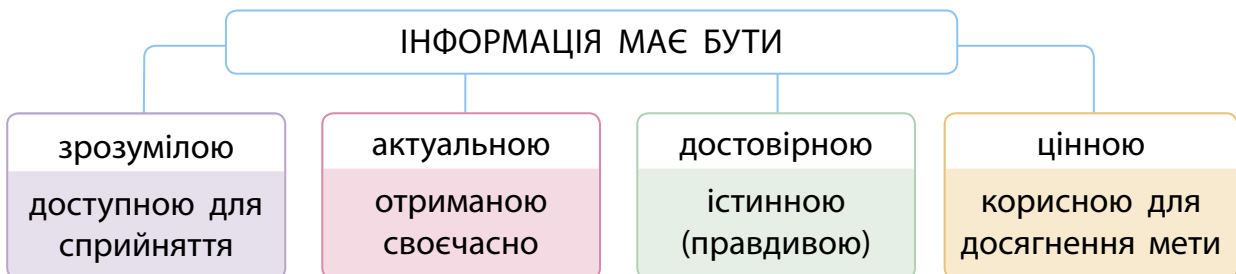 ІНФОРМАЦІЯ МАЄ БУТИ
зрозумілою
доступною для
сприйняття
актуальною
отриманою
своєчасно
достовірною
істинною
(правдивою)
цінною
корисною для
досягнення мети